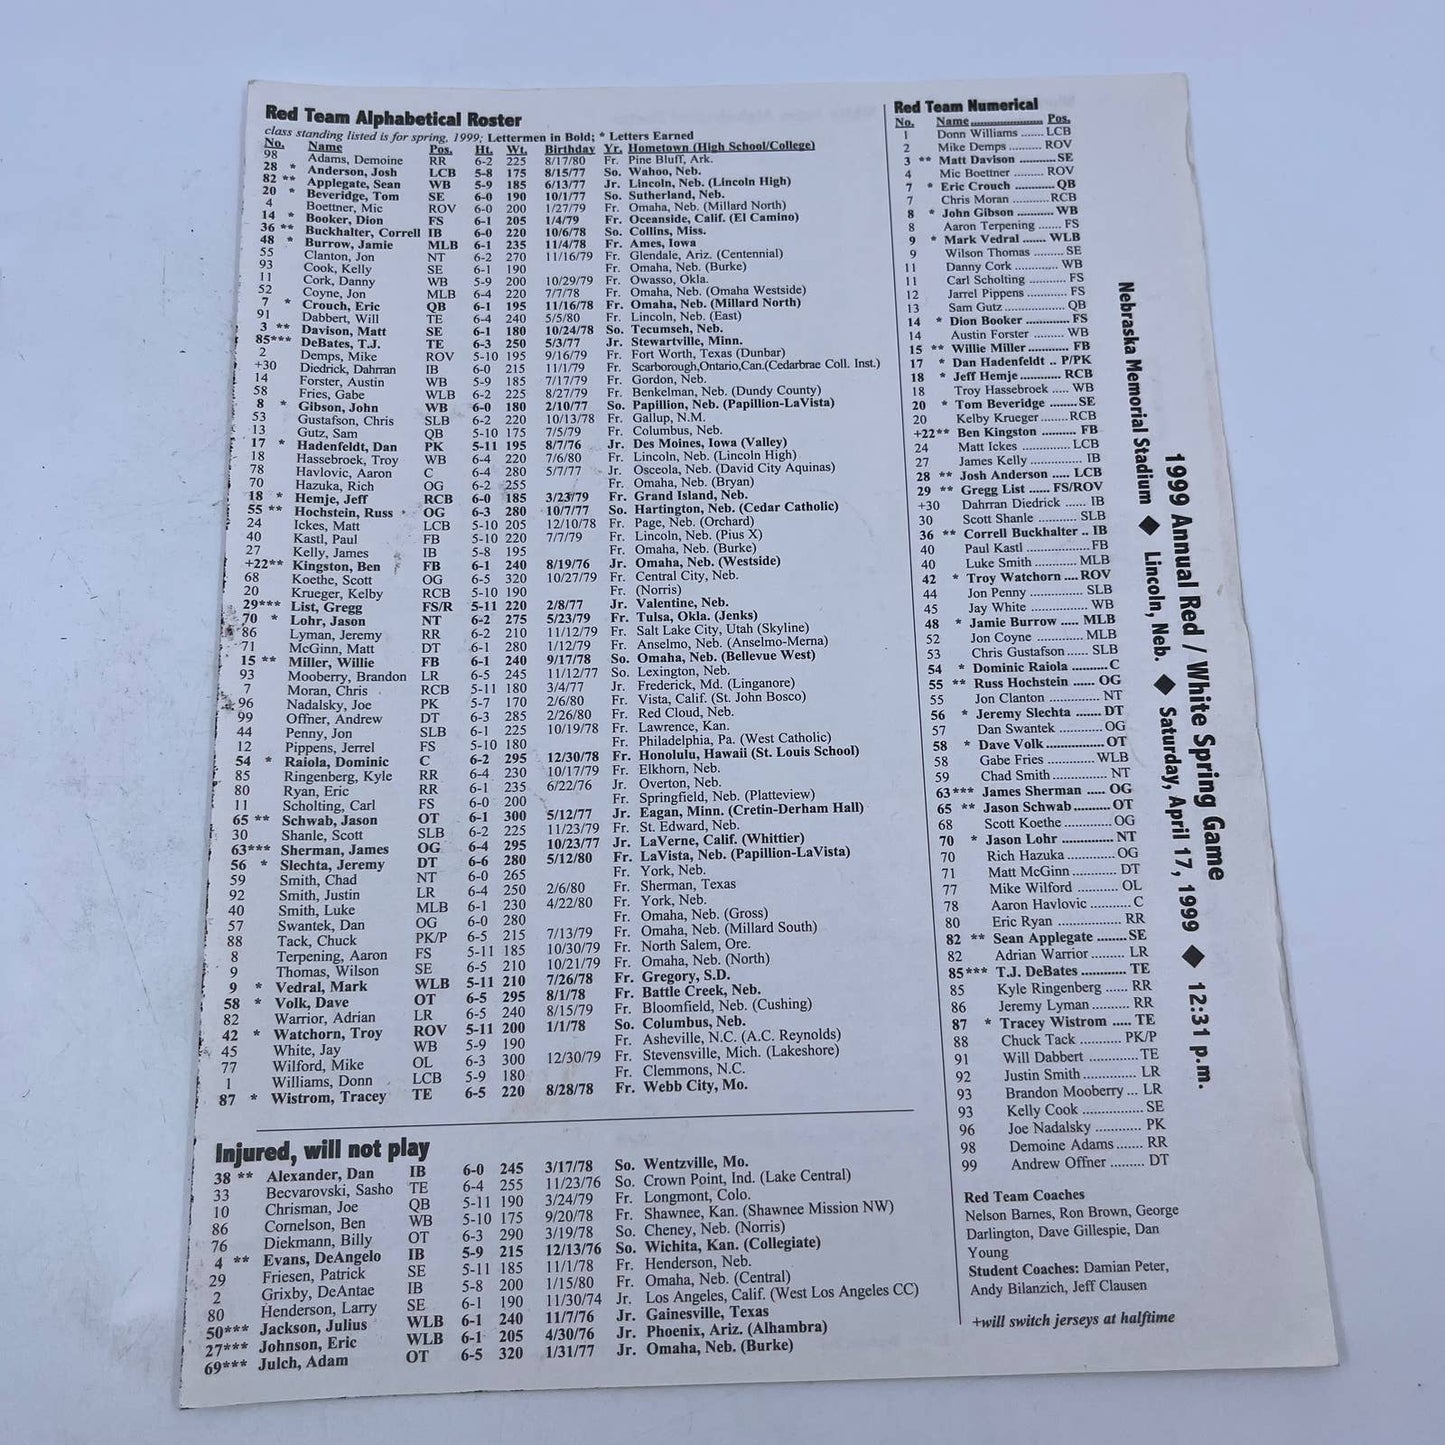 Red Team Alphabetical Roster
class standing listed is for spring, 1999; Lettermen in Bold; * Letters Earned
No. Name Pos. Ht. Wt. Birthday Yr. Hometown (High School/College)
98 Adams, Demoine RR 6-2 225 8/17/80 Fr. Pine Bluff, Ark.
28 * Anderson, Josh LCB 5-8 175 8/15/77 So. Wahoo, Neb.
82 ** Applegate, Sean WB 5-9 185 6/13/77 Jr. Lincoln, Neb. (Lincoln High)
20 * Beveridge, Tom SE 6-0 190 10/1/77 So. Sutherland, Neb.
4 Boettner, Mic ROV 6-0 200 1/27/79 Fr. Omaha, Neb. (Millard North)
14 * Booker, Dion FS 6-1 205 1/4/79 Fr. Oceanside, Calif. (El Camino)
36 ** Buckhalter, Correll IB 6-0 220 10/6/78 So. Collins, Miss.
48 * Burrow, Jamie MLB 6-1 235 11/4/78 Fr. Ames, Iowa
55 Clanton, Jon NT 6-2 270 11/16/79 Fr. Glendale, Ariz. (Centennial)
93 Cook, Kelly SE 6-1 190 Fr. Omaha, Neb. (Burke)
11 Cork, Danny WB 5-9 200 10/29/79 Fr. Owasso, Okla.
52 Coyne, Jon MLB 6-4 220 7/7/78 Fr. Omaha, Neb. (Omaha Westside)
7 * Crouch, Eric QB 6-1 195 11/16/78 Fr. Omaha, Neb. (Millard North)
91 Dabbert, Will TE 6-4 240 5/5/80 Fr. Lincoln, Neb. (East)
3 ** Davison, Matt SE 6-1 180 10/24/78 So. Tecumseh, Neb.
85*** DeBates, T.J. TE 6-3 250 5/3/77 Jr. Stewartville, Minn.
2 Demps, Mike ROV 5-10 195 9/16/79 Fr. Fort Worth, Texas (Dunbar)
+30 Diedrick, Dahrran IB 6-0 215 11/1/79 Fr. Scarborough,Ontario,Can.(Cedarbrae Coll. Inst.)
14 Forster, Austin WB 5-9 185 7/17/79 Fr. Gordon, Neb.
58 Fries, Gabe WLB 6-2 225 8/27/79 Fr. Benkelman, Neb. (Dundy County)
8 * Gibson, John WB 6-0 180 2/10/77 So. Papillion, Neb. (Papillion-LaVista)
53 Gustafson, Chris SLB 6-2 220 10/13/78 Fr. Gallup, N.M.
13 Gutz, Sam QB 5-10 175 7/5/79 Fr. Columbus, Neb.
17 * Hadenfeldt, Dan PK 5-11 195 8/7/76 Jr. Des Moines, Iowa (Valley)
18 Hassebroek, Troy WB 6-4 220 7/6/80 Fr. Lincoln, Neb. (Lincoln High)
78 Havlovic, Aaron C 6-4 280 5/7/77 Jr. Osceola, Neb. (David City Aquinas)
70 Hazuka, Rich OG 6-2 255 Fr. Omaha, Neb. (Bryan)
18 * Hemje, Jeff RCB 6-0 185 3/23/79 Fr. Grand Island, Neb.
55 ** Hochstein, Russ OG 6-3 280 10/7/77 So. Hartington, Neb. (Cedar Catholic)
24 Ickes, Matt LCB 5-10 205 12/10/78 Fr. Page, Neb. (Orchard)
40 Kastl, Paul FB 5-10 220 7/7/79 Fr. Lincoln, Neb. (Pius X)
27 Kelly, James IB 5-8 195 Fr. Omaha, Neb. (Burke)
+22** Kingston, Ben FB 6-1 240 8/19/76 Jr. Omaha, Neb. (Westside)
68 Koethe, Scott OG 6-5 320 10/27/79 Fr. Central City, Neb.
20 Krueger, Kelby RCB 5-10 190 Fr. (Norris)
29*** List, Gregg FS/R 5-11 220 2/8/77 Jr. Valentine, Neb.
70 * Lohr, Jason NT 6-2 275 5/23/79 Fr. Tulsa, Okla. (Jenks)
86 Lyman, Jeremy RR 6-2 210 11/12/79 Fr. Salt Lake City, Utah (Skyline)
71 McGinn, Matt DT 6-1 280 1/12/79 Fr. Anselmo, Neb. (Anselmo-Merna)
15 ** Miller, Willie FB 6-1 240 9/17/78 So. Omaha, Neb. (Bellevue West)
93 Mooberry, Brandon LR 6-5 245 11/12/77 So. Lexington, Neb.
7 Moran, Chris RCB 5-11 180 3/4/77 Jr. Frederick, Md. (Linganore)
96 Nadalsky, Joe PK 5-7 170 2/6/80 Fr. Vista, Calif. (St. John Bosco)
99 Offner, Andrew DT 6-3 285 2/26/80 Fr. Red Cloud, Neb.
44 Penny, Jon SLB 6-1 225 10/19/78 Fr. Lawrence, Kan.
12 Pippens, Jerrel FS 5-10 180 Fr. Philadelphia, Pa. (West Catholic)
54 * Raiola, Dominic C 6-2 295 12/30/78 Fr. Honolulu, Hawaii (St. Louis School)
85 Ringenberg, Kyle RR 6-4 230 10/17/79 Fr. Elkhorn, Neb.
80 Ryan, Eric RR 6-1 235 6/22/76 Jr. Overton, Neb.
11 Scholting, Carl FS 6-0 200 Fr. Springfield, Neb. (Platteview)
65 ** Schwab, Jason OT 6-1 300 5/12/77 Jr. Eagan, Minn. (Cretin-Derham Hall)
30 Shanle, Scott SLB 6-2 225 11/23/79 Fr. St. Edward, Neb.
63*** Sherman, James OG 6-4 295 10/23/77 Jr. LaVerne, Calif. (Whittier)
56 * Slechta, Jeremy DT 6-6 280 5/12/80 Fr. LaVista, Neb. (Papillion-LaVista)
59 Smith, Chad NT 6-0 265 Fr. York, Neb.
92 Smith, Justin LR 6-4 250 2/6/80 Fr. Sherman, Texas
40 Smith, Luke MLB 6-1 230 4/22/80 Fr. York, Neb.
57 Swantek, Dan OG 6-0 280 Fr. Omaha, Neb. (Gross)
88 Tack, Chuck PK/P 6-5 215 7/13/79 Fr. Omaha, Neb. (Millard South)
8 Terpening, Aaron FS 5-11 185 10/30/79 Fr. North Salem, Ore.
9 Thomas, Wilson SE 6-5 210 10/21/79 Fr. Omaha, Neb. (North)
9 * Vedral, Mark WLB 5-11 210 7/26/78 Fr. Gregory, S.D.
58 * Volk, Dave OT 6-5 295 8/1/78 Fr. Battle Creek, Neb.
82 Warrior, Adrian LR 6-5 240 8/15/79 Fr. Bloomfield, Neb. (Cushing)
42 * Watchorn, Troy ROV 5-11 200 1/1/78 So. Columbus, Neb.
45 White, Jay WB 5-9 190 Fr. Asheville, N.C. (A.C. Reynolds)
77 Wilford, Mike OL 6-3 300 12/30/79 Fr. Stevensville, Mich. (Lakeshore)
1 Williams, Donn LCB 5-9 180 Fr. Clemmons, N.C.
87 * Wistrom, Tracey TE 6-5 220 8/28/78 Fr. Webb City, Mo.
Injured, will not play
38 ** Alexander, Dan IB 6-0 245 3/17/78 So. Wentzville, Mo.
33 Becvarovski, Sasho TE 6-4 255 11/23/76 So. Crown Point, Ind. (Lake Central)
10 Chrisman, Joe QB 5-11 190 3/24/79 Fr. Longmont, Colo.
86 Cornelson, Ben WB 5-10 175 9/20/78 Fr. Shawnee, Kan. (Shawnee Mission NW)
76 Diekmann, Billy OT 6-3 290 3/19/78 So. Cheney, Neb. (Norris)
4 ** Evans, DeAngelo IB 5-9 215 12/13/76 So. Wichita, Kan. (Collegiate)
29 Friesen, Patrick SE 5-11 185 11/1/78 Fr. Henderson, Neb.
2 Grixby, DeAntae IB 5-8 200 1/15/80 Fr. Omaha, Neb. (Central)
80 Henderson, Larry SE 6-1 190 11/30/74 Jr. Los Angeles, Calif. (West Los Angeles CC)
50*** Jackson, Julius WLB 6-1 240 11/7/76 Jr. Gainesville, Texas
27*** Johnson, Eric WLB 6-1 205 4/30/76 Jr. Phoenix, Ariz. (Alhambra)
69*** Julch, Adam OT 6-5 320 1/31/77 Jr. Omaha, Neb. (Burke)
Red Team Numerical
No. Name Pos.
1 Donn Williams LCB
2 Mike Demps ROV
3 ** Matt Davison SE
4 Mic Boettner ROV
7 * Eric Crouch QB
7 Chris Moran RCB
8 * John Gibson WB
8 Aaron Terpening FS
9 * Mark Vedral WLB
9 Wilson Thomas SE
11 Danny Cork WB
11 Carl Scholting FS
12 Jarrel Pippens FS
13 Sam Gutz QB
14 * Dion Booker FS
14 Austin Forster WB
15 ** Willie Miller FB
17 * Dan Hadenfeldt P/PK
18 * Jeff Hemje RCB
18 Troy Hassebroek WB
20 * Tom Beveridge SE
20 Kelby Krueger RCB
+22** Ben Kingston FB
24 Matt Ickes LCB
27 James Kelly IB
28 ** Josh Anderson LCB
29 ** Gregg List FS/ROV
+30 Dahrran Diedrick IB
30 Scott Shanle SLB
36 ** Correll Buckhalter IB
40 Paul Kastl FB
40 Luke Smith MLB
42 * Troy Watchorn ROV
44 Jon Penny SLB
45 Jay White WB
48 * Jamie Burrow MLB
52 Jon Coyne MLB
53 Chris Gustafson SLB
54 * Dominic Raiola C
55 ** Russ Hochstein OG
55 Jon Clanton NT
56 * Jeremy Slechta DT
57 Dan Swantek OG
58 * Dave Volk OT
58 Gabe Fries WLB
59 Chad Smith NT
63*** James Sherman OG
65 ** Jason Schwab OT
68 Scott Koethe OG
70 * Jason Lohr NT
70 Rich Hazuka OG
71 Matt McGinn DT
77 Mike Wilford OL
78 Aaron Havlovic C
80 Eric Ryan RR
82 ** Sean Applegate SE
82 Adrian Warrior LR
85*** T.J. DeBates TE
85 Kyle Ringenberg RR
86 Jeremy Lyman RR
87 * Tracey Wistrom TE
88 Chuck Tack PK/P
91 Will Dabbert TE
92 Justin Smith LR
93 Brandon Mooberry LR
93 Kelly Cook SE
96 Joe Nadalsky PK
98 Demoine Adams RR
99 Andrew Offner DT
Red Team Coaches
Nelson Barnes, Ron Brown, George
Darlington, Dave Gillespie, Dan
Young
Student Coaches: Damian Peter,
Andy Bilanzich, Jeff Clausen
+will switch jerseys at halftime
1999 Annual Red / White Spring Game
Nebraska Memorial Stadium ◆ Lincoln, Neb. ◆ Saturday, April 17, 1999 ◆ 12:31 p.m.